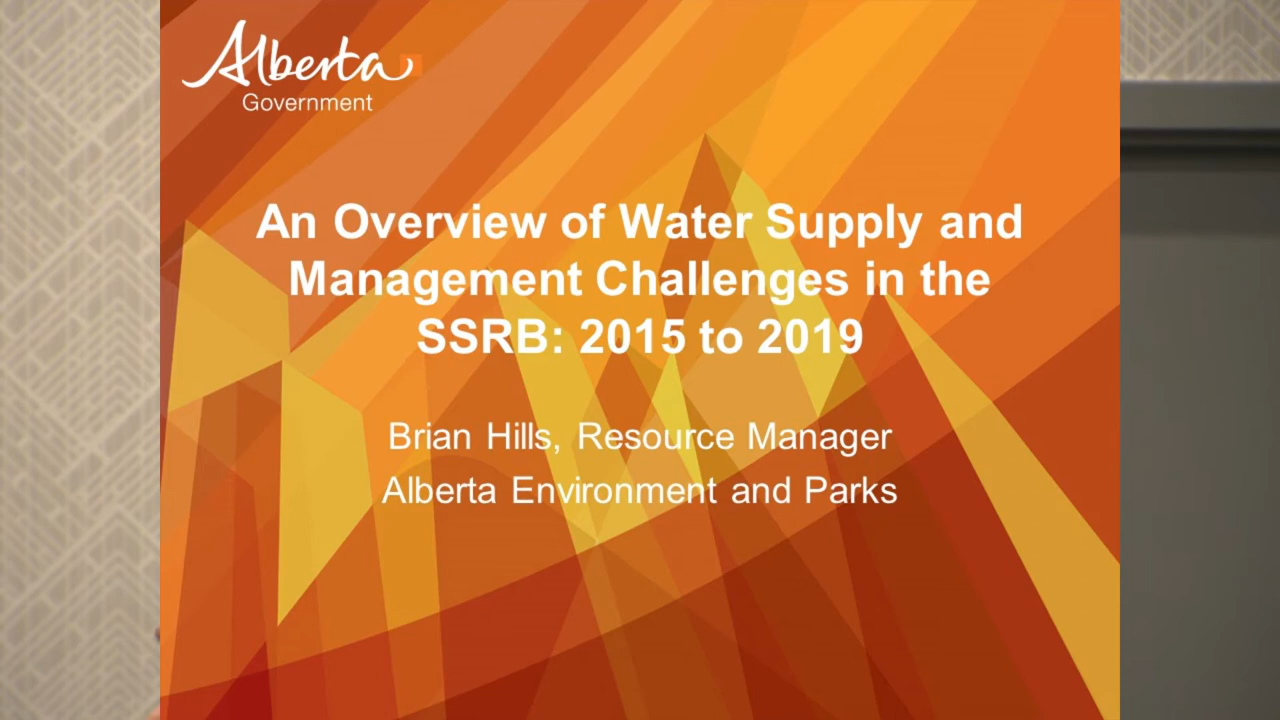 Alberta
Government
An Overview of Water Supply and
Management Challenges in the
SSRB: 2015 to 2019
Brian Hills, Resource Manager
Alberta Environment and Parks